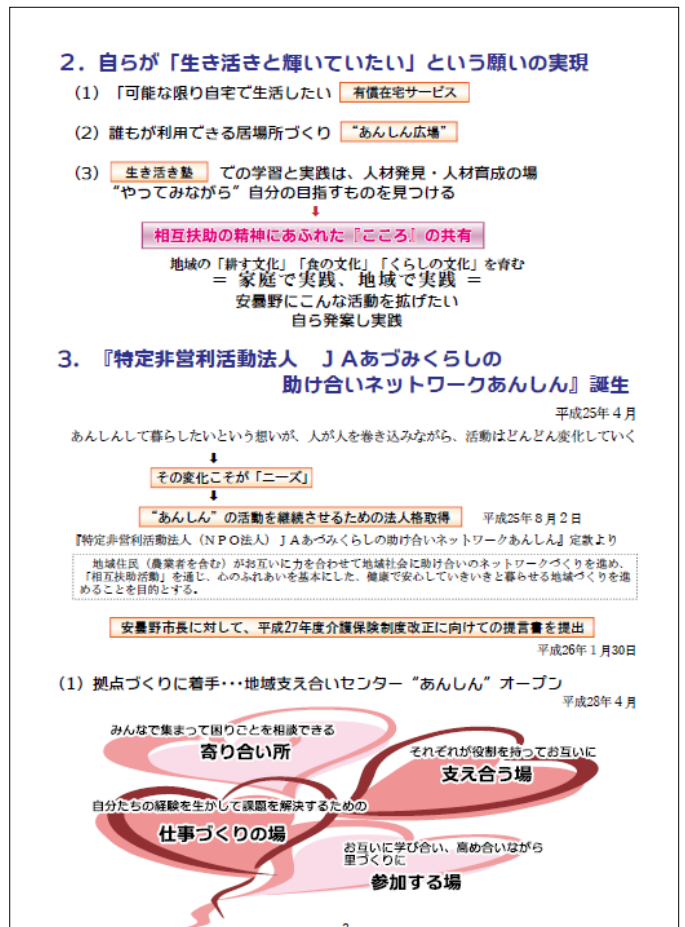 2．自らが「生き活きと輝いていたい」という願いの実現
（1）「可能な限り自宅で生活したい　有償在宅サービス
（2）誰もが利用できる居場所づくり　“あんしん広場”
（3）　生き活き塾　での学習と実践は、人材発見・人材育成の場
“やってみながら”自分の目指すものを見つける
⬇
相互扶助の精神にあふれた『こころ』の共有
地域の「耕す文化」「食の文化」「くらしの文化」を育む
＝ 家庭で実践、地域で実践 ＝
安曇野にこんな活動を拡げたい
自ら発案し実践
3．『特定非営利活動法人　ＪＡあづみくらしの
助け合いネットワークあんしん』誕生
平成25年４月
あんしんして暮らしたいという想いが、人が人を巻き込みながら、活動はどんどん変化していく
⬇
その変化こそが「ニーズ」
⬇
“あんしん”の活動を継続させるための法人格取得　平成25年８月２日
『特定非営利活動法人（ＮＰＯ法人）ＪＡあづみくらしの助け合いネットワークあんしん』定款より
地域住民（農業者を含む）がお互いに力を合わせて地域社会に助け合いのネットワークづくりを進め、
「相互扶助活動」を通じ、心のふれあいを基本にした、健康で安心していきいきと暮らせる地域づくりを進
めることを目的とする。
安曇野市長に対して、平成27年度介護保険制度改正に向けての提言書を提出
平成26年１月30日
（1）拠点づくりに着手･･･地域支え合いセンター“あんしん”オープン
平成28年４月
みんなで集まって困りごとを相談できる
寄り合い所
それぞれが役割を持ってお互いに
支え合う場
自分たちの経験を生かして課題を解決するための
仕事づくりの場
お互いに学び合い、高め合いながら
里づくりに
参加する場